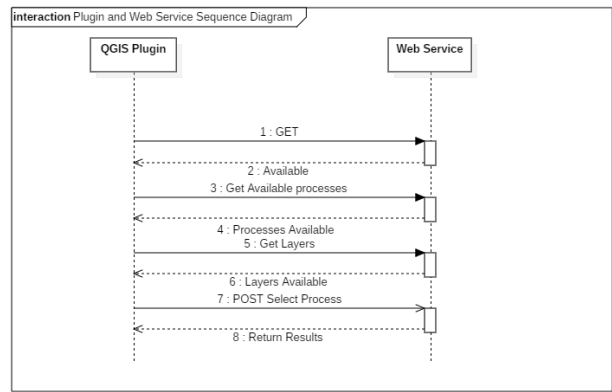 interaction Plugin and Web Service Sequence Diagram
QGIS Plugin
Web Service
1 : GET
2 : Available
3 : Get Available processes
4 : Processes Available
5 : Get Layers
6 : Layers Available
7 : POST Select Process
8 : Return Results